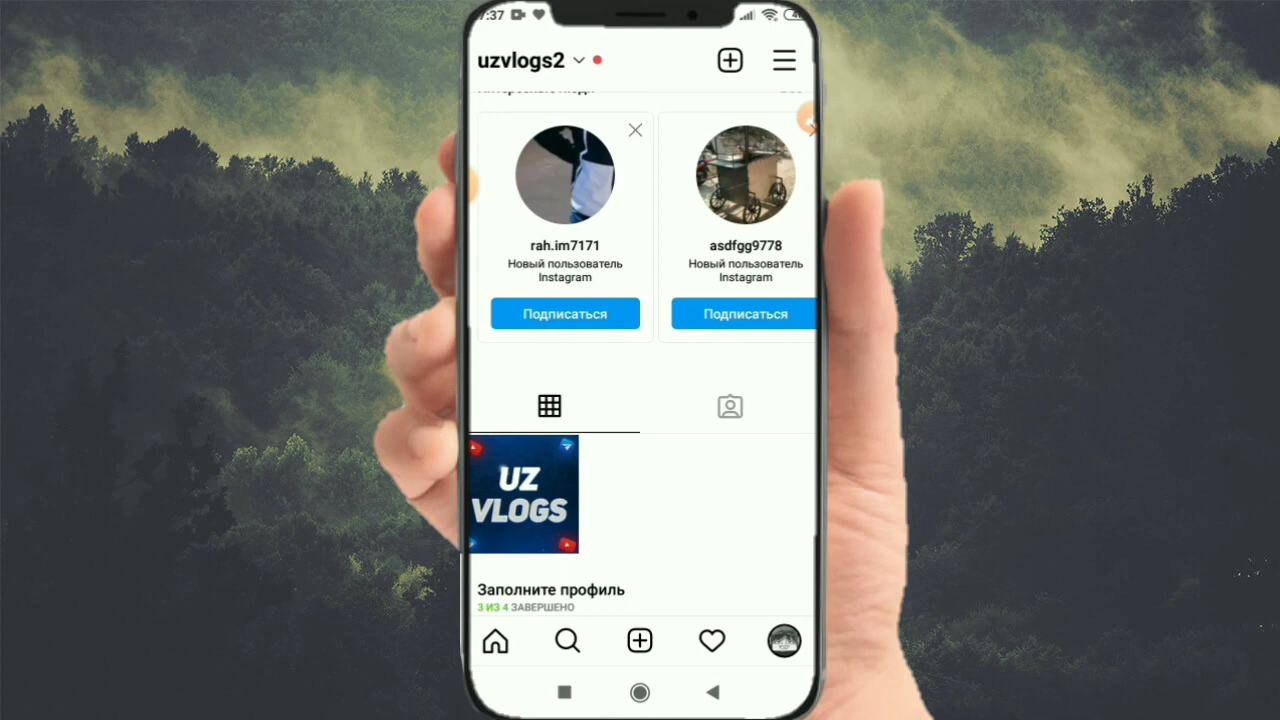 7:37
uzvlogs2
rah.im7171
asdfgg9778
Новый пользователь
Instagram
Новый пользователь
Instagram
Подписаться
Подписаться
UZ
VLOGS
Заполните профиль
3 ИЗ 4 ЗАВЕРШЕНО